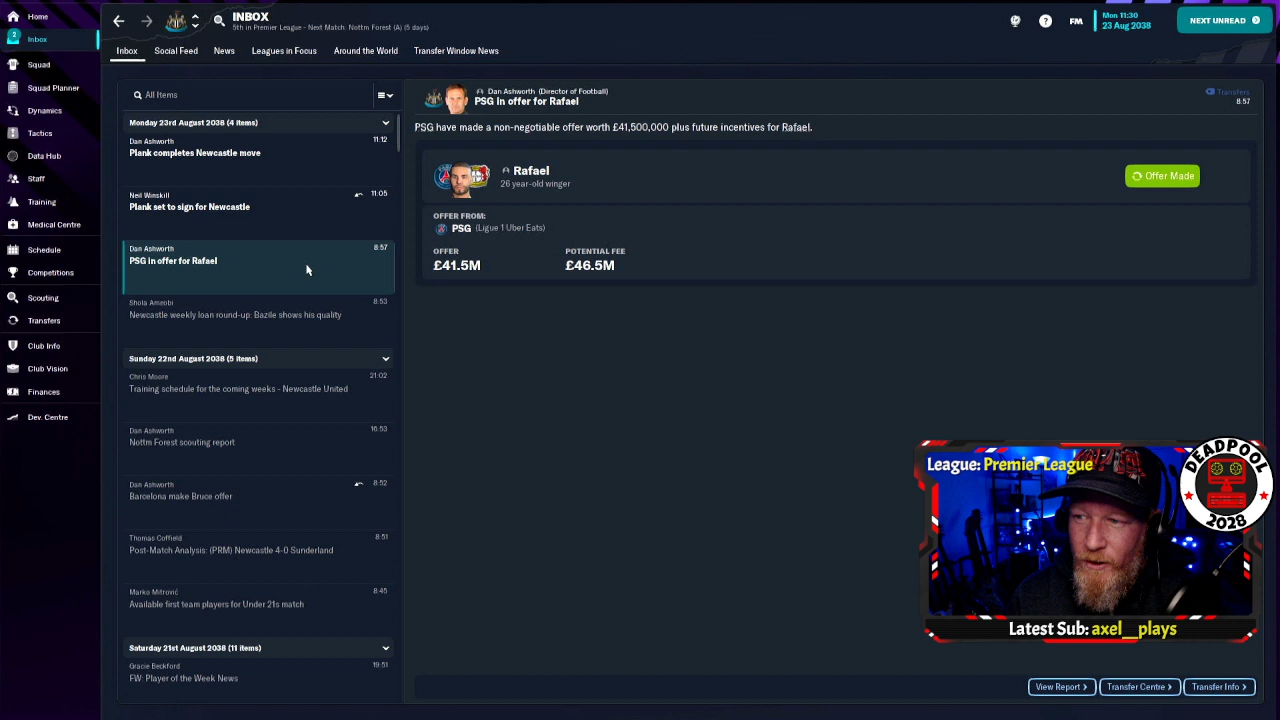 Home
2
Inbox
Squad
Squad Planner
Dynamics
Tactics
Data Hub
Staff
Training
Medical Centre
Schedule
Competitions
Scouting
Transfers
Club Info
Club Vision
Finances
Dev. Centre
INBOX
5th in Premier League - Next Match: Nottm Forest (A) (5 days)
FM
Mon 11:30
23 Aug 2038
NEXT UNREAD
Inbox
Social Feed
News
Leagues in Focus
Around the World
Transfer Window News
All Items
Monday 23rd August 2038 (4 items)
Dan Ashworth 11:12
Plank completes Newcastle move
Neil Winskill 11:05
Plank set to sign for Newcastle
Dan Ashworth 8:57
PSG in offer for Rafael
Shola Ameobi 8:53
Newcastle weekly loan round-up: Bazile shows his quality
Sunday 22nd August 2038 (5 items)
Chris Moore 21:02
Training schedule for the coming weeks - Newcastle United
Dan Ashworth 16:53
Nottm Forest scouting report
Dan Ashworth 8:52
Barcelona make Bruce offer
Thomas Coffield 8:51
Post-Match Analysis: (PRM) Newcastle 4-0 Sunderland
Marko Mitrović 8:45
Available first team players for Under 21s match
Saturday 21st August 2038 (11 items)
Gracie Beckford 19:51
FW: Player of the Week News
Dan Ashworth (Director of Football)
PSG in offer for Rafael
Transfers
8:57
PSG have made a non-negotiable offer worth £41,500,000 plus future incentives for Rafael.
Rafael
26 year-old winger
Offer Made
OFFER FROM:
PSG (Ligue 1 Uber Eats)
OFFER
£41.5M
POTENTIAL FEE
£46.5M
League: Premier League
DEADPOOL
2028
Latest Sub: axel__plays
View Report
Transfer Centre
Transfer Info